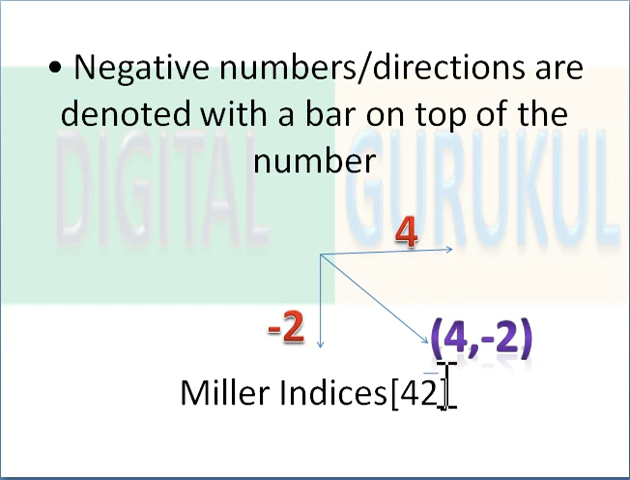 • Negative numbers/directions are
denoted with a bar on top of the
number
DIGITAL GURUKUL
4
-2
(4,-2)
Miller Indices[42̅]